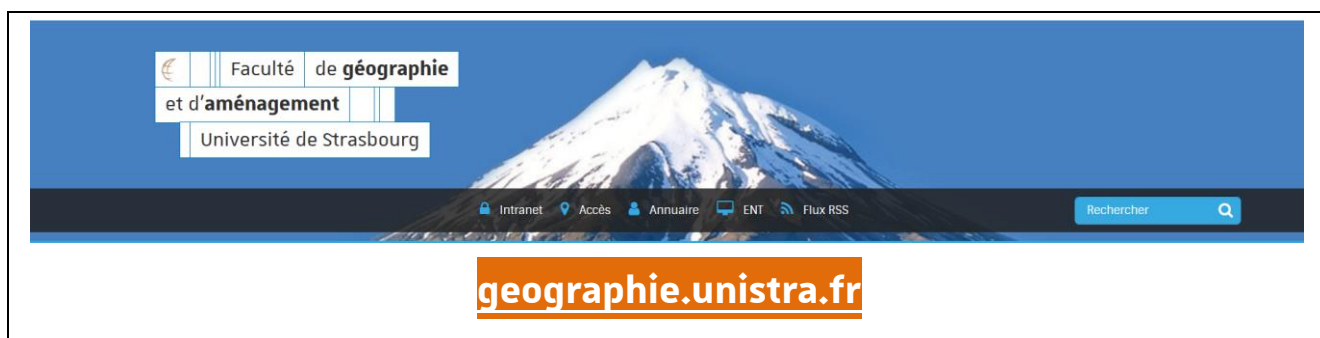 Faculté de géographie
et d'aménagement
Université de Strasbourg
Intranet Accès Annuaire ENT Flux RSS Rechercher
geographie.unistra.fr